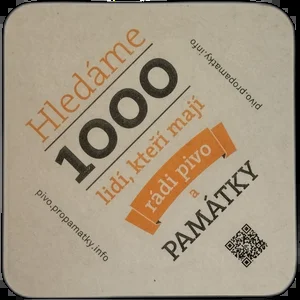 Hledáme
1000
lidí, kteří mají
rádi pivo
a
PAMÁTKY
pivo.propamatky.info
pivo.propamatky.info